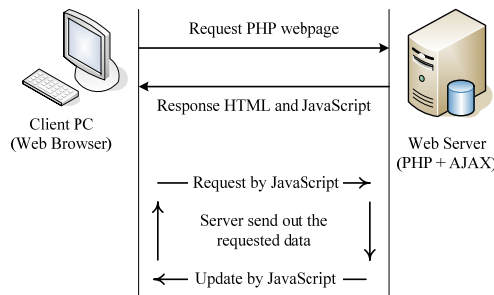 Request PHP webpage
Response HTML and JavaScript
Client PC
(Web Browser)
Web Server
(PHP + AJAX)
Request by JavaScript
Server send out the
requested data
Update by JavaScript